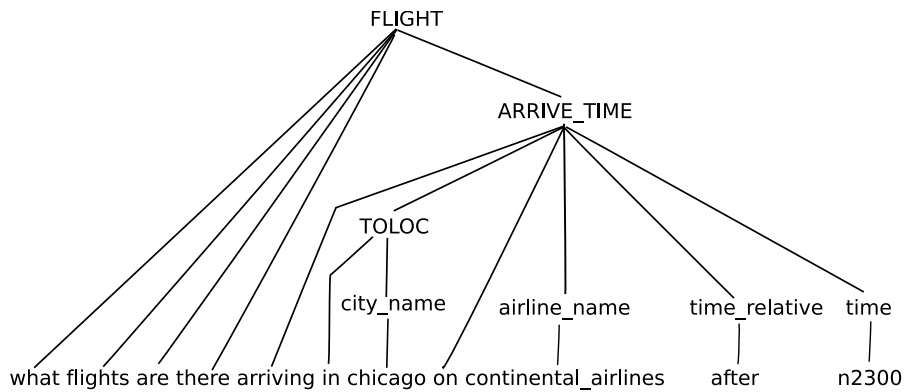 FLIGHT
ARRIVE_TIME
TOLOC
city_name airline_name time_relative time
what flights are there arriving in chicago on continental_airlines after n2300